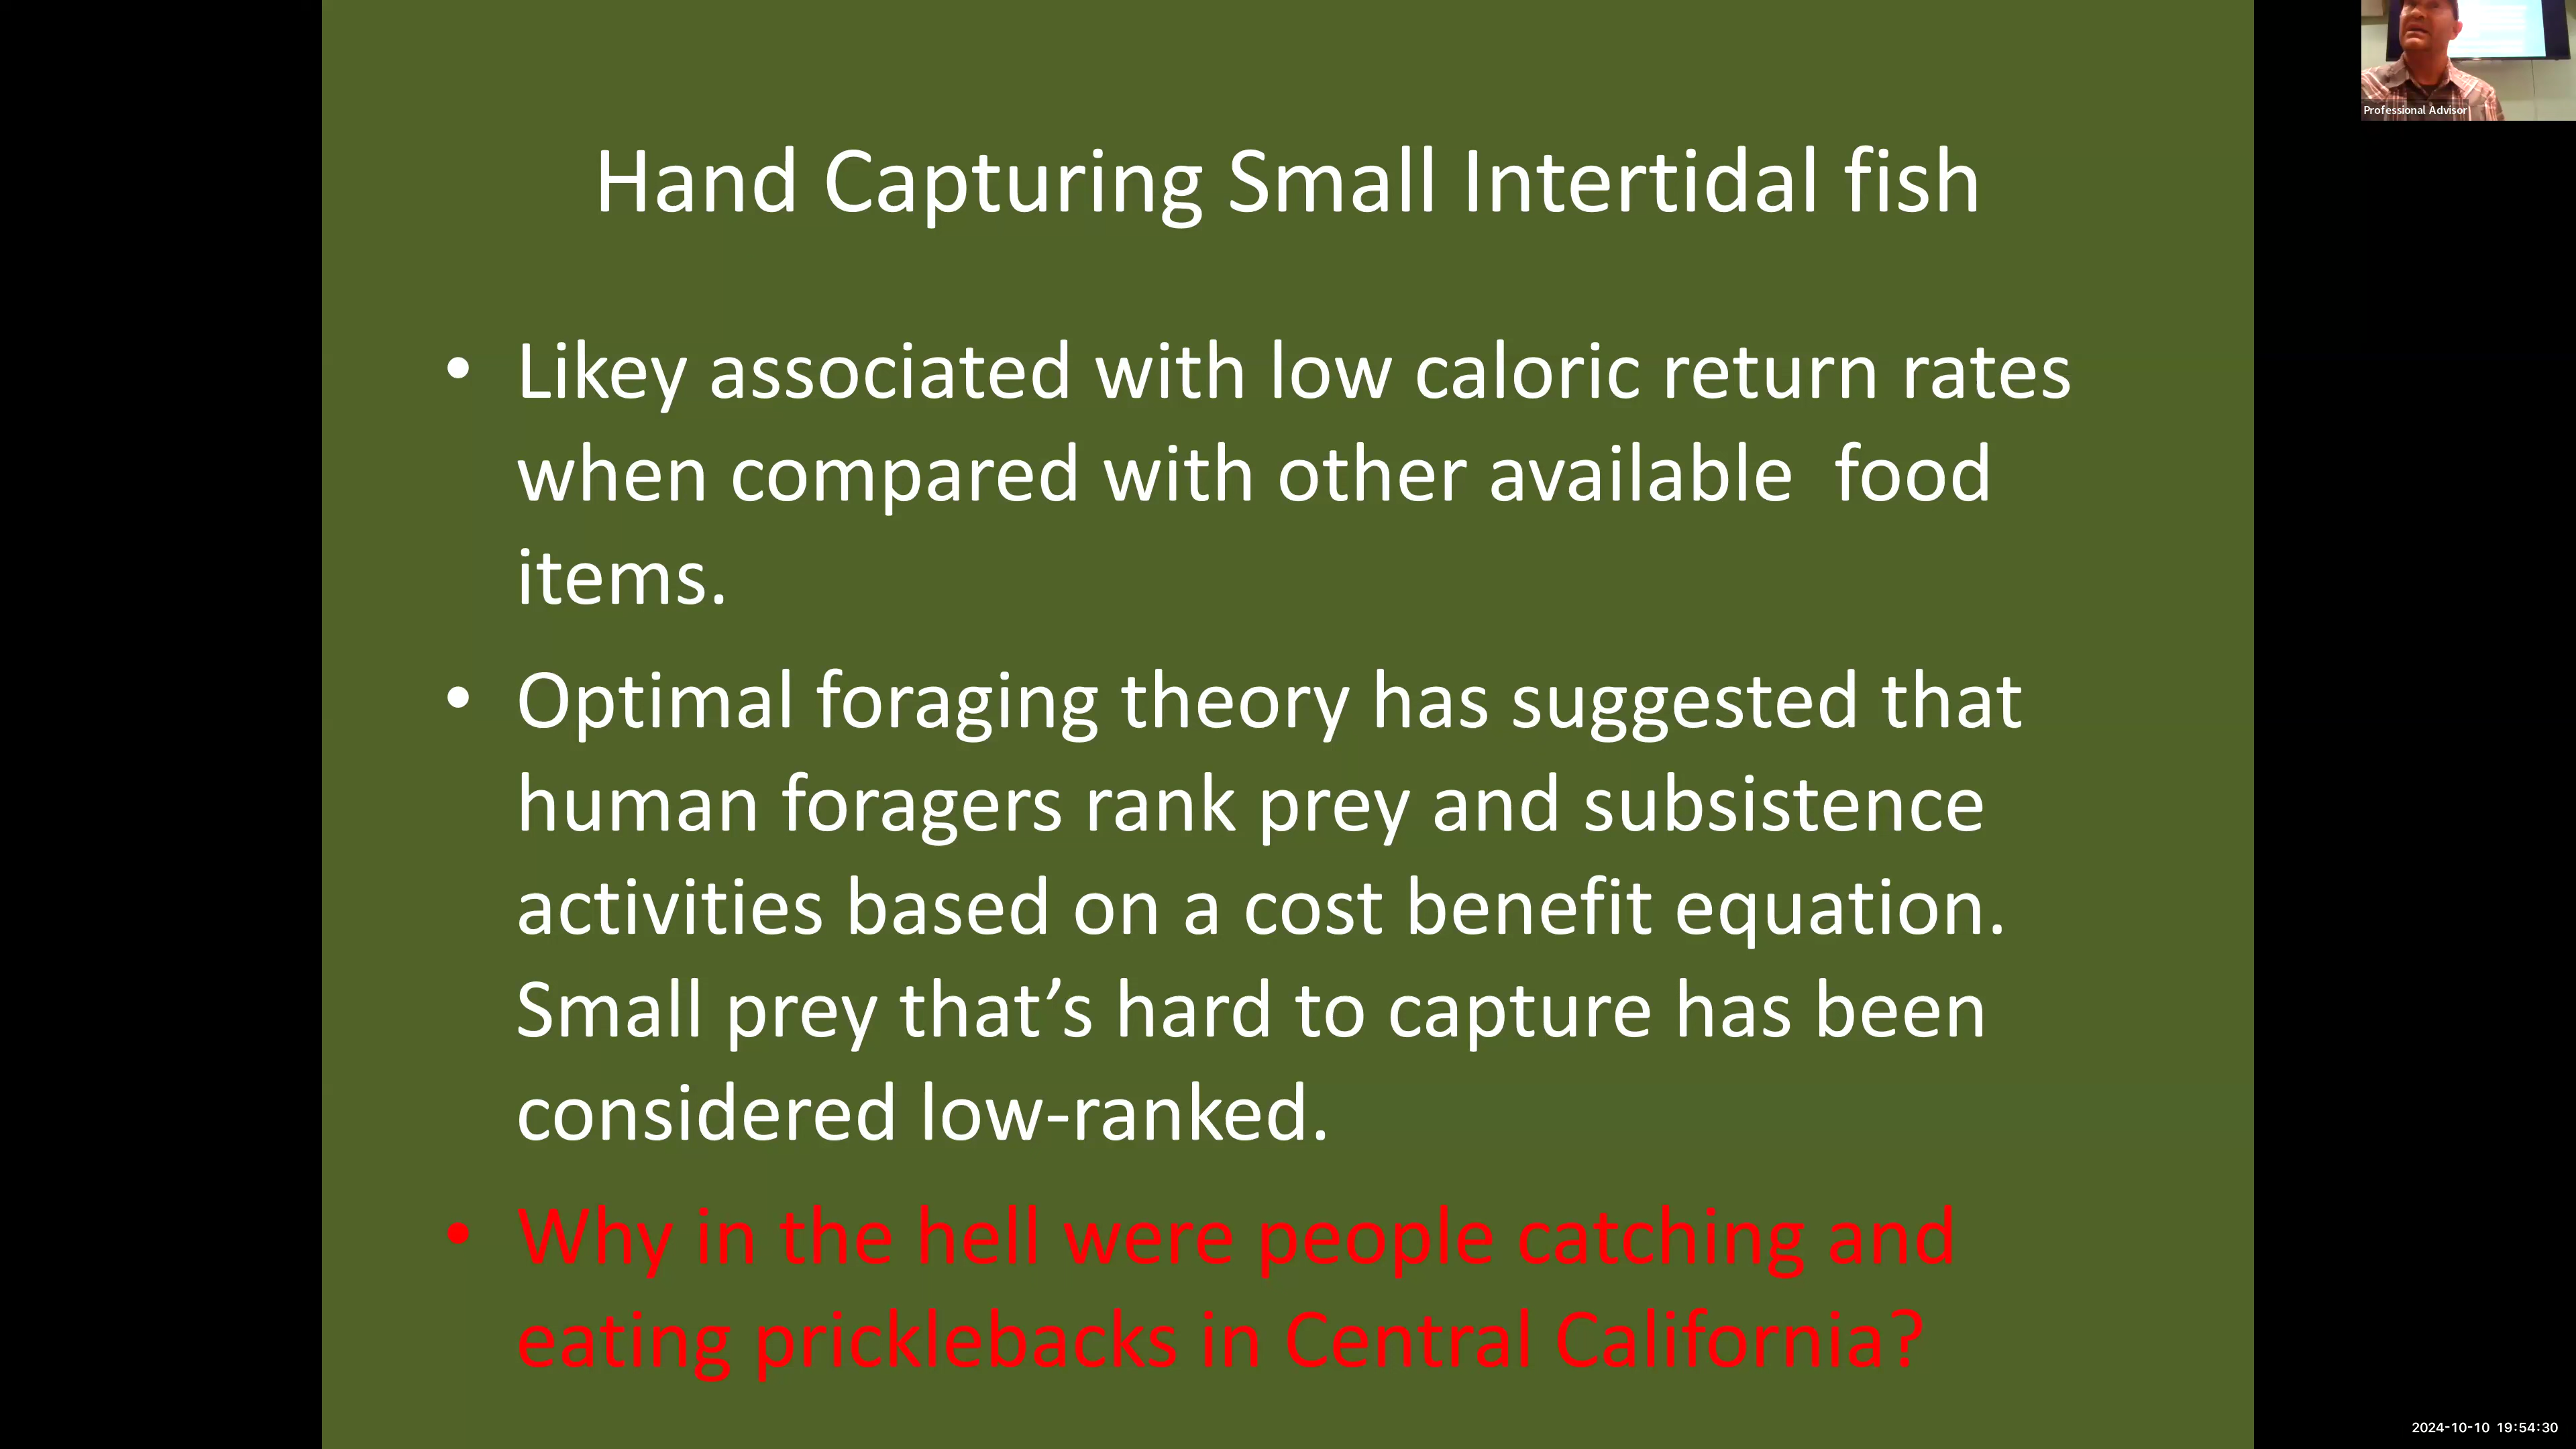 Professional Advisor
Hand Capturing Small Intertidal fish
• Likey associated with low caloric return rates
when compared with other available  food
items.
• Optimal foraging theory has suggested that
human foragers rank prey and subsistence
activities based on a cost benefit equation.
Small prey that’s hard to capture has been
considered low-ranked.
• Why in the hell were people catching and
eating pricklebacks in Central California?
2024-10-10 19:54:30